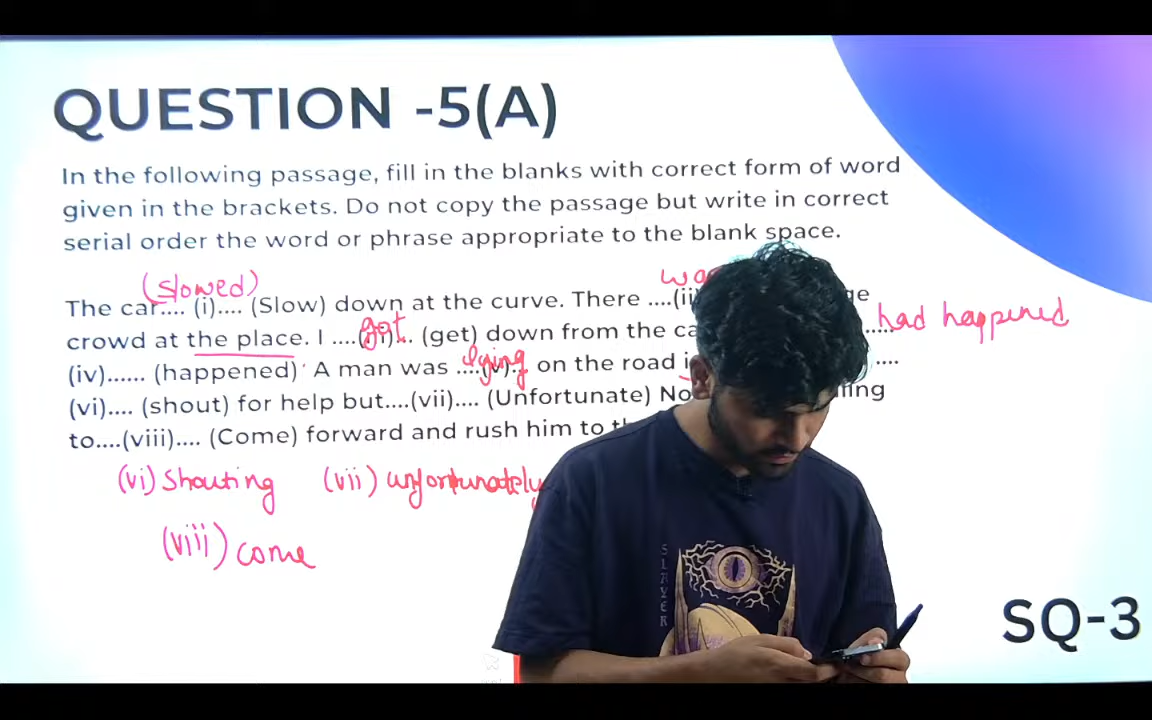 QUESTION -5(A)
In the following passage, fill in the blanks with correct form of word
given in the brackets. Do not copy the passage but write in correct
serial order the word or phrase appropriate to the blank space.
(slowed)
The car.... (i).... (Slow) down at the curve. There ....(ii)
crowd at the place. I .... got .... (get) down from the
had happened
(iv)...... (happened) A man was ....(v)... on the road
lying
(vi).... (shout) for help but....(vii).... (Unfortunate)
to....(viii).... (Come) forward and rush him to
(vi) Shouting (vii) unfortunately
(viii) come
SLAYER
SQ-3